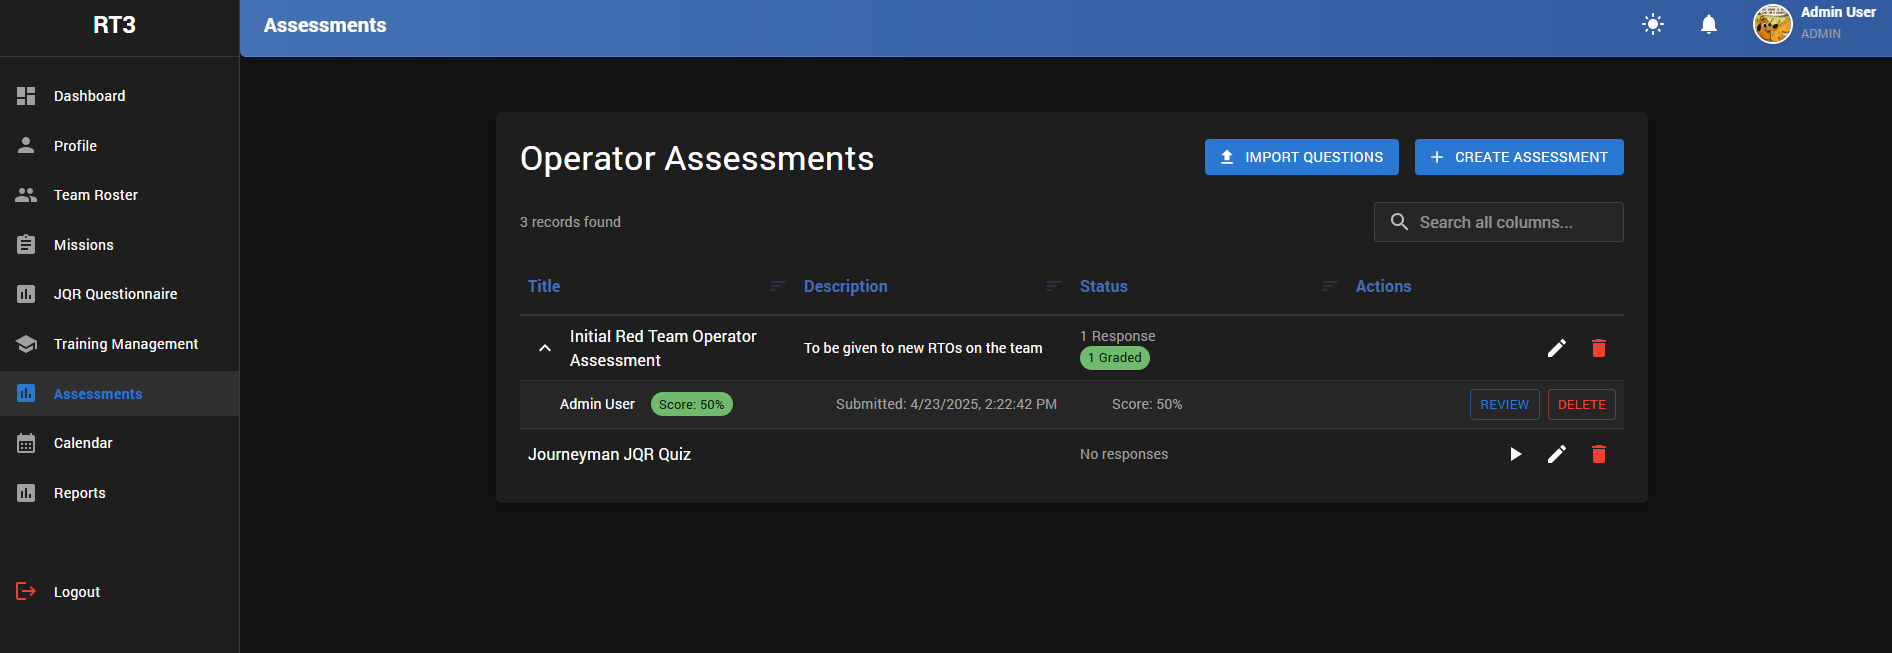 RT3
Assessments
Admin User
ADMIN
Dashboard
Profile
Team Roster
Missions
JQR Questionnaire
Training Management
Assessments
Calendar
Reports
Logout
Operator Assessments
IMPORT QUESTIONS
CREATE ASSESSMENT
3 records found
Search all columns...
Title Description Status Actions
Initial Red Team Operator
Assessment
To be given to new RTOs on the team
1 Response
1 Graded
Admin User Score: 50% Submitted: 4/23/2025, 2:22:42 PM Score: 50% REVIEW DELETE
Journeyman JQR Quiz No responses